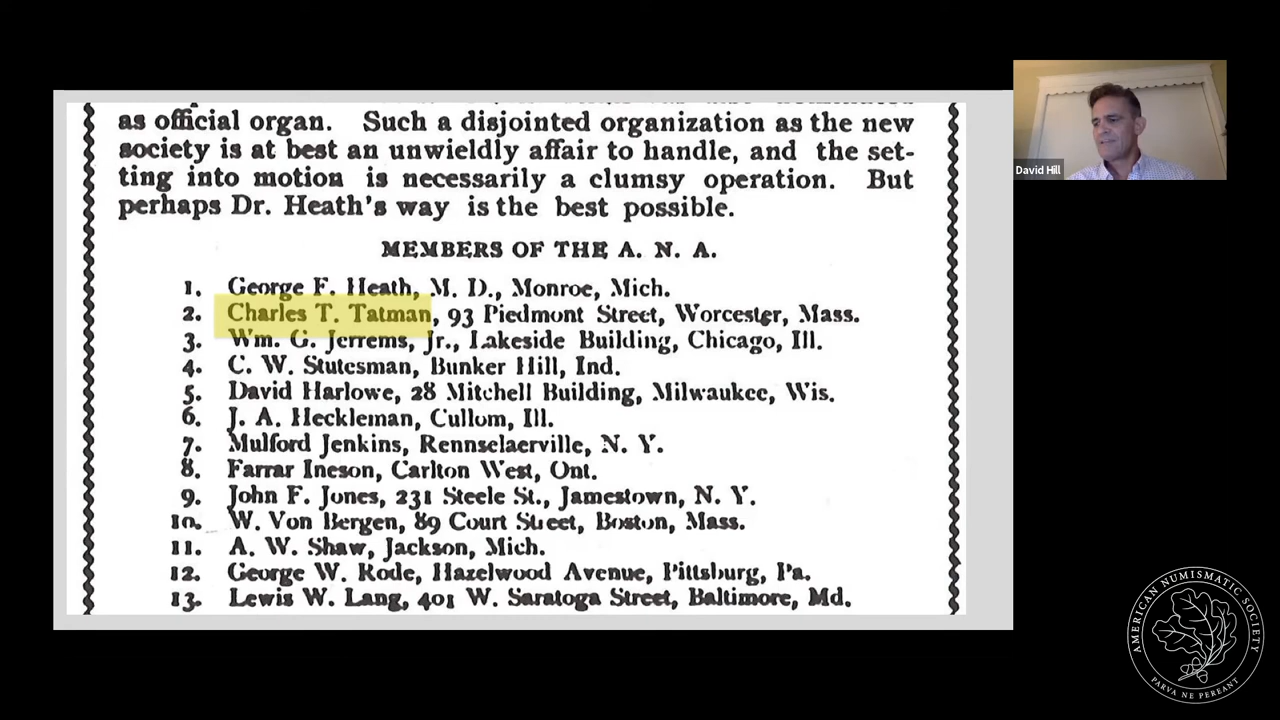 as official organ. Such a disjointed organization as the new
society is at best an unwieldly affair to handle, and the set-
ting into motion is necessarily a clumsy operation. But
perhaps Dr. Heath's way is the best possible.
MEMBERS OF THE A. N. A.
1. George F. Heath, M. D., Monroe, Mich.
2. Charles T. Tatman, 93 Piedmont Street, Worcester, Mass.
3. Wm. G. Jerrems, Jr., Lakeside Building, Chicago, Ill.
4. C. W. Stutesman, Bunker Hill, Ind.
5. David Harlowe, 28 Mitchell Building, Milwaukee, Wis.
6. J. A. Heckleman, Cullom, Ill.
7. Mulford Jenkins, Rennselaerville, N. Y.
8. Farrar Ineson, Carlton West, Ont.
9. John F. Jones, 231 Steele St., Jamestown, N. Y.
10. W. Von Bergen, 89 Court Street, Boston, Mass.
11. A. W. Shaw, Jackson, Mich.
12. George W. Rode, Hazelwood Avenue, Pittsburg, Pa.
13. Lewis W. Lang, 401 W. Saratoga Street, Baltimore, Md.
David Hill
AMERICAN NUMISMATIC SOCIETY
PARVA NE PEREANT